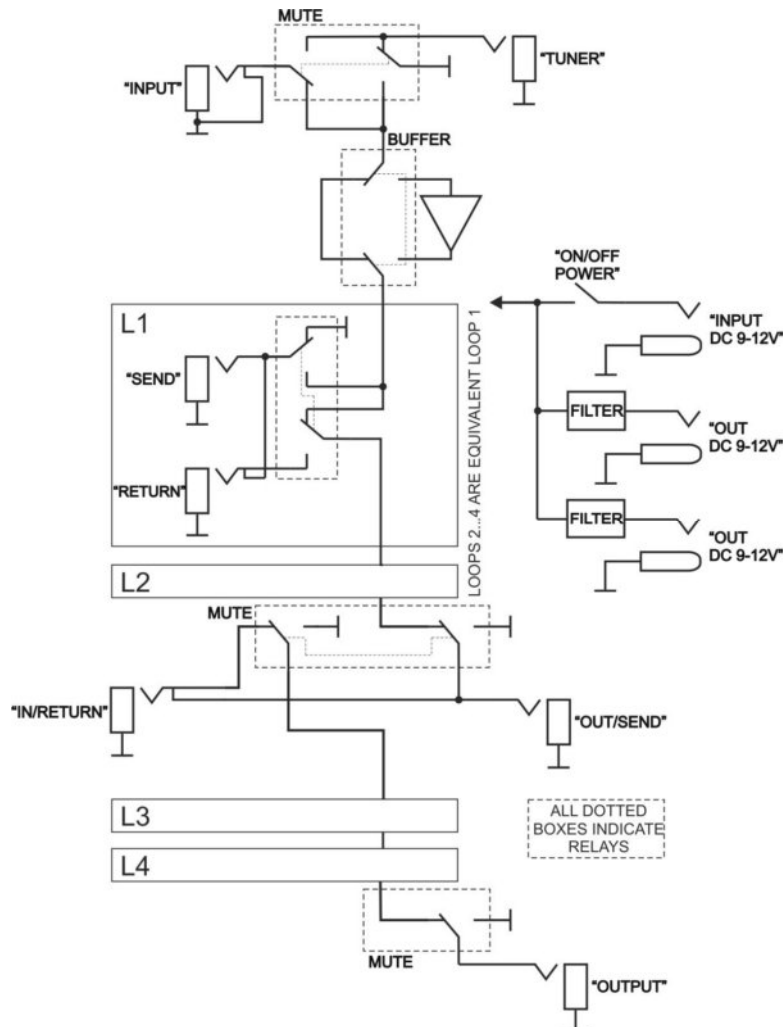 MUTE
"INPUT"
"TUNER"
BUFFER
L1
"SEND"
"RETURN"
LOOPS 2...4 ARE EQUIVALENT LOOP 1
"ON/OFF
POWER"
"INPUT
DC 9-12V"
FILTER
"OUT
DC 9-12V"
FILTER
"OUT
DC 9-12V"
L2
MUTE
"IN/RETURN"
"OUT/SEND"
L3
L4
ALL DOTTED
BOXES INDICATE
RELAYS
MUTE
"OUTPUT"